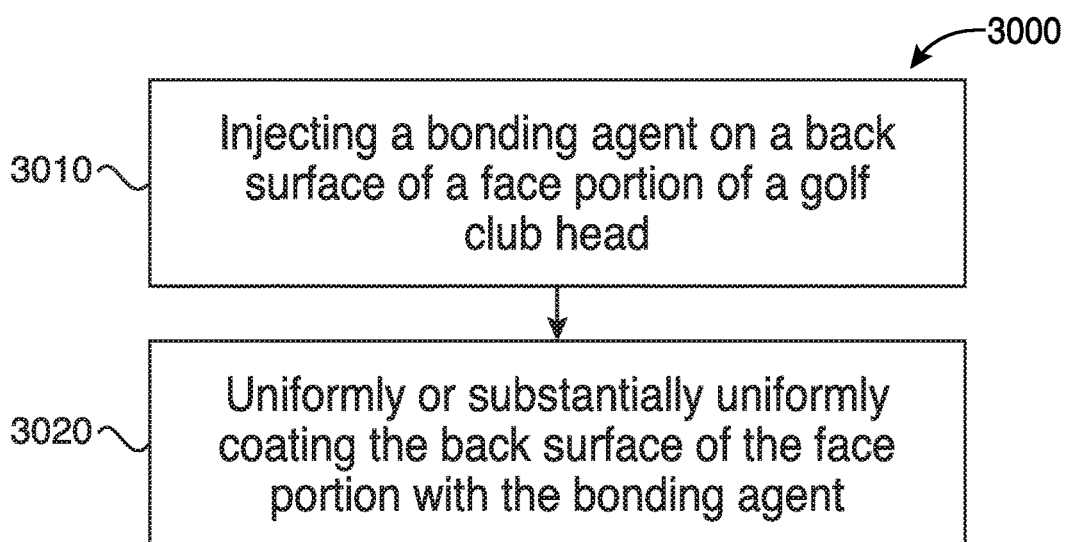 3000
3010
Injecting a bonding agent on a back
surface of a face portion of a golf
club head
3020
Uniformly or substantially uniformly
coating the back surface of the face
portion with the bonding agent